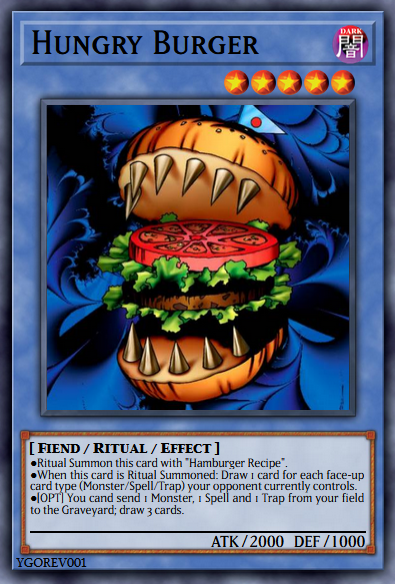 Hungry Burger
DARK
闇
[ Fiend / Ritual / Effect ]
●Ritual Summon this card with "Hamburger Recipe".
●When this card is Ritual Summoned: Draw 1 card for each face-up
card type (Monster/Spell/Trap) your opponent currently controls.
●[OPT] You cand send 1 Monster, 1 Spell and 1 Trap from your field
to the Graveyard; draw 3 cards.
ATK / 2000 DEF / 1000
YGOREV001